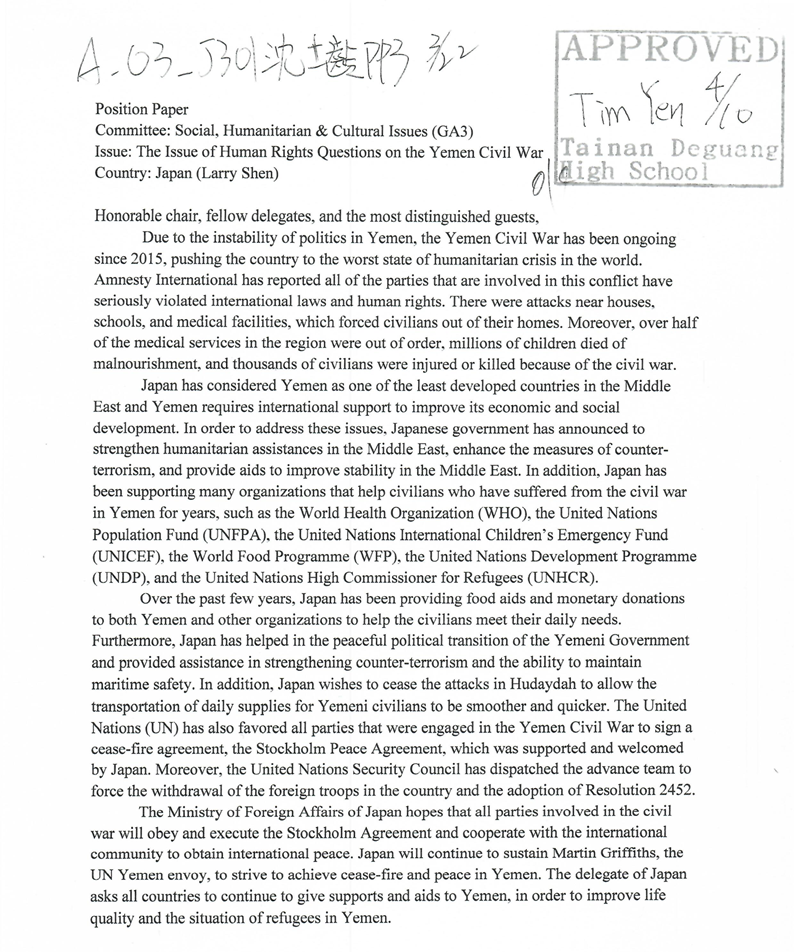 A-03-J301 沈士 PP3 3/22
APPROVED
Tim Yen 4/10
Tainan Deguang
High School
Position Paper
Committee: Social, Humanitarian & Cultural Issues (GA3)
Issue: The Issue of Human Rights Questions on the Yemen Civil War
Country: Japan (Larry Shen)
Honorable chair, fellow delegates, and the most distinguished guests,
Due to the instability of politics in Yemen, the Yemen Civil War has been ongoing
since 2015, pushing the country to the worst state of humanitarian crisis in the world.
Amnesty International has reported all of the parties that are involved in this conflict have
seriously violated international laws and human rights. There were attacks near houses,
schools, and medical facilities, which forced civilians out of their homes. Moreover, over half
of the medical services in the region were out of order, millions of children died of
malnourishment, and thousands of civilians were injured or killed because of the civil war.
Japan has considered Yemen as one of the least developed countries in the Middle
East and Yemen requires international support to improve its economic and social
development. In order to address these issues, Japanese government has announced to
strengthen humanitarian assistances in the Middle East, enhance the measures of counter-
terrorism, and provide aids to improve stability in the Middle East. In addition, Japan has
been supporting many organizations that help civilians who have suffered from the civil war
in Yemen for years, such as the World Health Organization (WHO), the United Nations
Population Fund (UNFPA), the United Nations International Children's Emergency Fund
(UNICEF), the World Food Programme (WFP), the United Nations Development Programme
(UNDP), and the United Nations High Commissioner for Refugees (UNHCR).
Over the past few years, Japan has been providing food aids and monetary donations
to both Yemen and other organizations to help the civilians meet their daily needs.
Furthermore, Japan has helped in the peaceful political transition of the Yemeni Government
and provided assistance in strengthening counter-terrorism and the ability to maintain
maritime safety. In addition, Japan wishes to cease the attacks in Hudaydah to allow the
transportation of daily supplies for Yemeni civilians to be smoother and quicker. The United
Nations (UN) has also favored all parties that were engaged in the Yemen Civil War to sign a
cease-fire agreement, the Stockholm Peace Agreement, which was supported and welcomed
by Japan. Moreover, the United Nations Security Council has dispatched the advance team to
force the withdrawal of the foreign troops in the country and the adoption of Resolution 2452.
The Ministry of Foreign Affairs of Japan hopes that all parties involved in the civil
war will obey and execute the Stockholm Agreement and cooperate with the international
community to obtain international peace. Japan will continue to sustain Martin Griffiths, the
UN Yemen envoy, to strive to achieve cease-fire and peace in Yemen. The delegate of Japan
asks all countries to continue to give supports and aids to Yemen, in order to improve life
quality and the situation of refugees in Yemen.